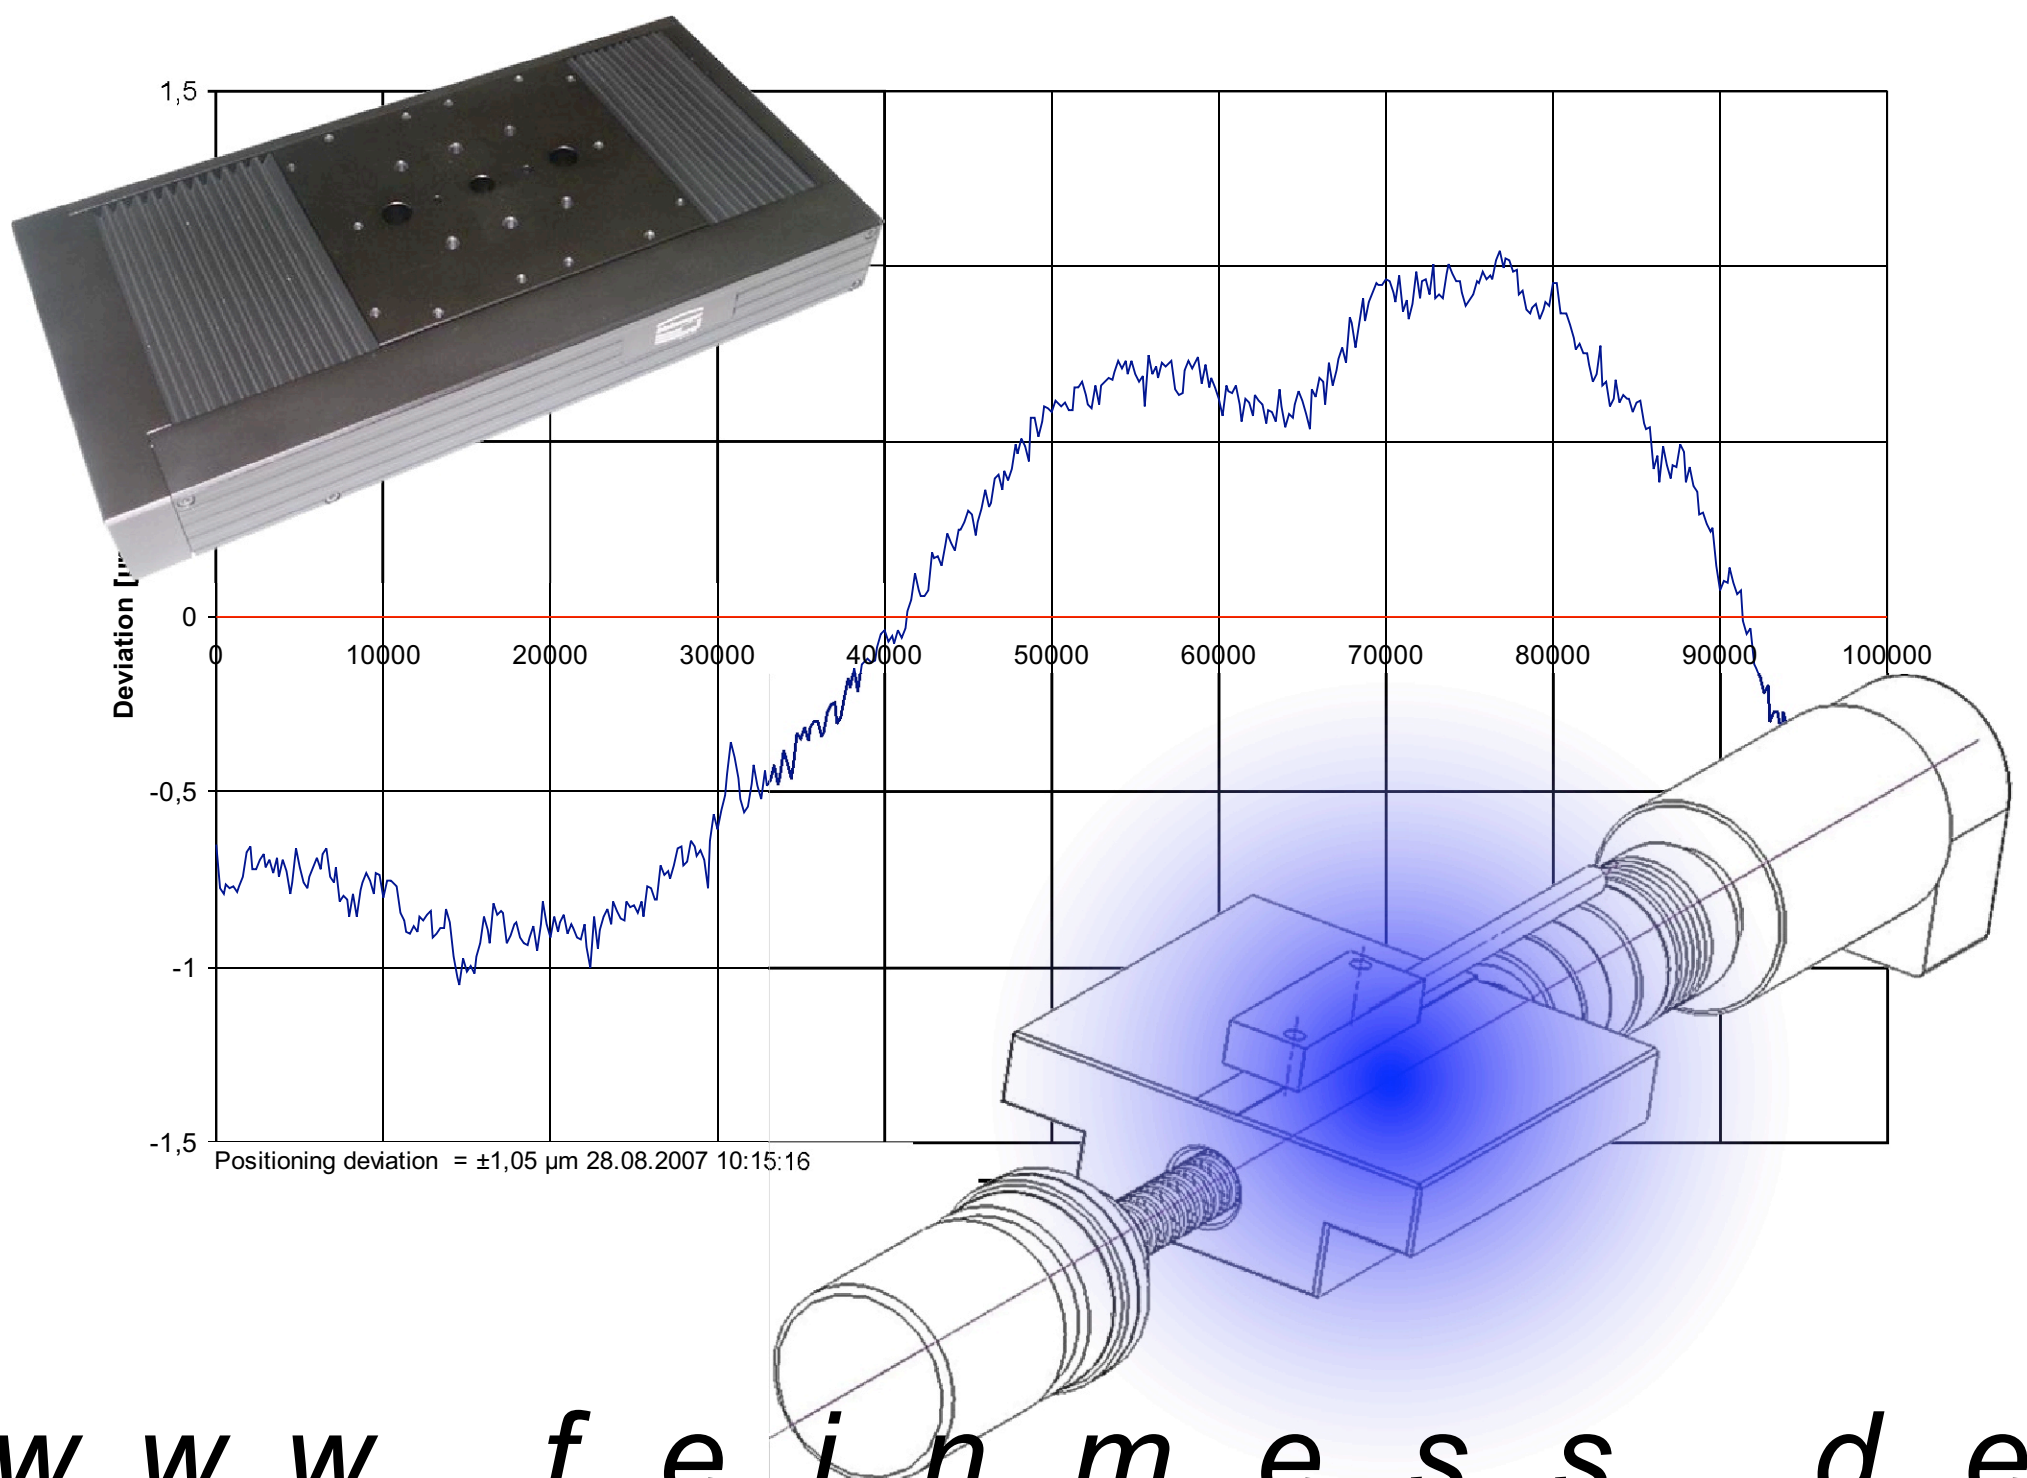 1,5
Deviation [µ
0
0 10000 20000 30000 40000 50000 60000 70000 80000 90000 100000
-0,5
-1
-1,5
Positioning deviation = ±1,05 µm 28.08.2007 10:15:16
w w w f e i n m e s s d e